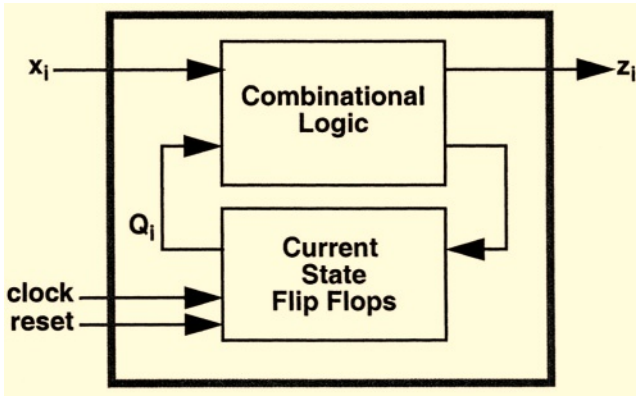 xi
zi
Combinational
Logic
Qi
Current
State
Flip Flops
clock
reset